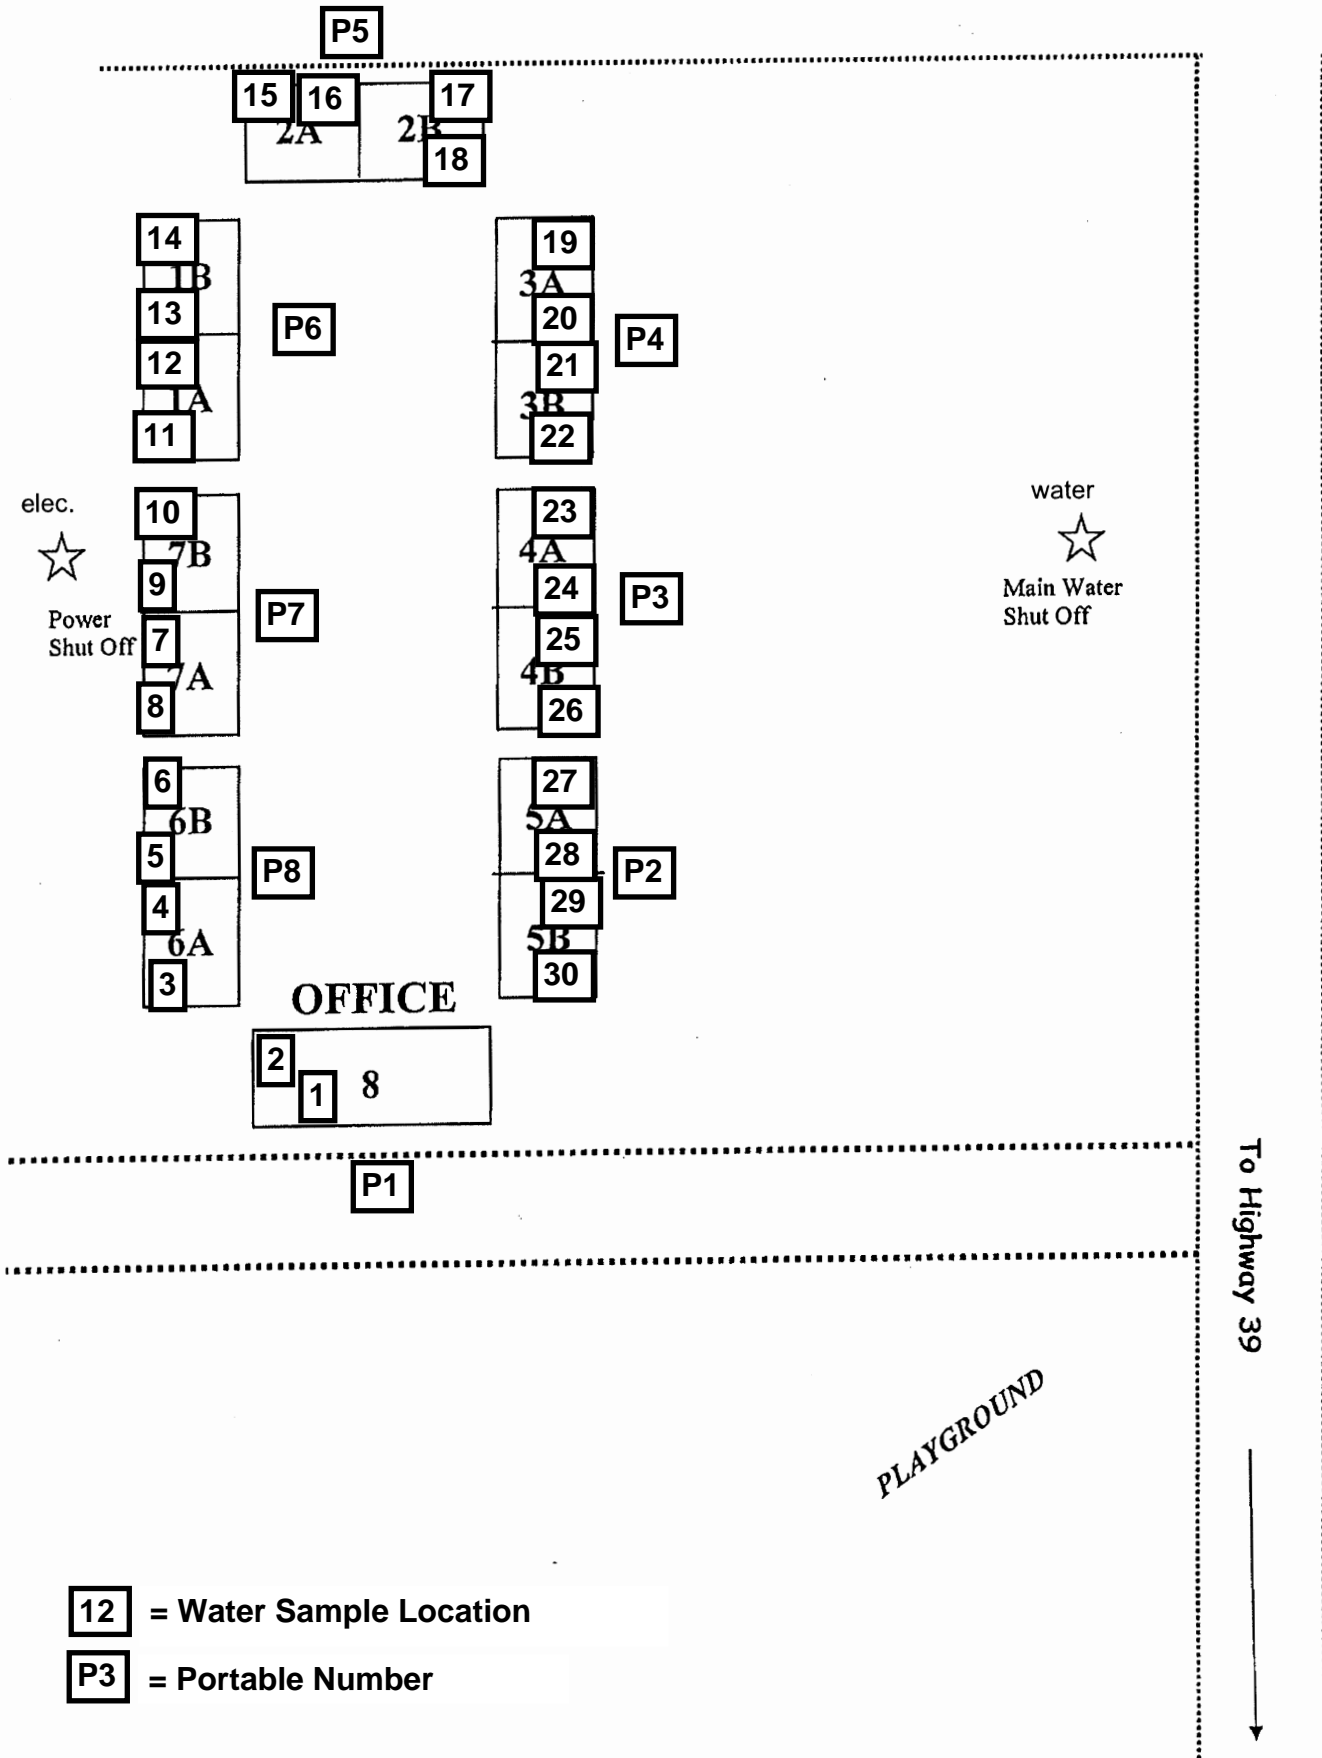 P5
15
16
17
2A
2B
18
14
19
1B
3A
13
20
P6
P4
12
21
1A
3B
11
22
elec.
water
10
23
7B
4A
9
24
P7
P3
Power
Shut Off
Main Water
Shut Off
7
25
7A
4B
8
26
6
27
6B
5A
5
28
P8
P2
4
29
6A
5B
3
30
OFFICE
2
1
8
P1
To Highway 39
PLAYGROUND
12 = Water Sample Location
P3 = Portable Number